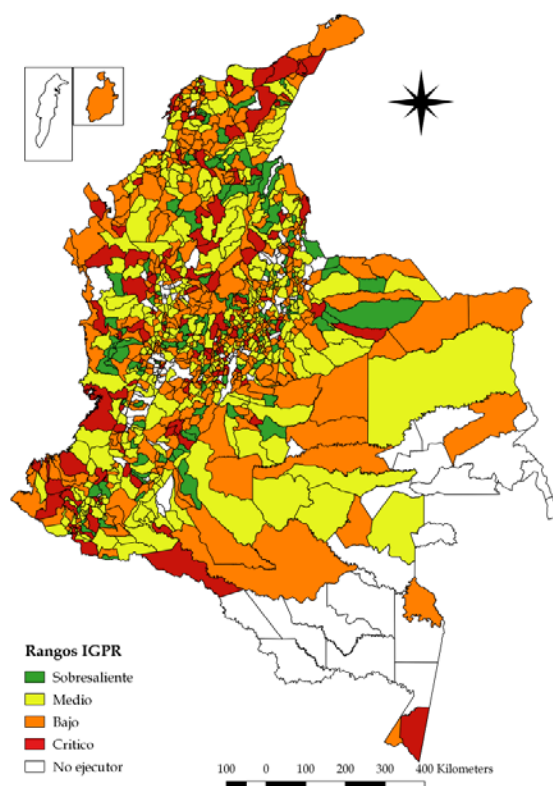 Rangos IGPR
Sobresaliente
Medio
Bajo
Critico
No ejecutor
100 0 100 200 300 400 Kilometers